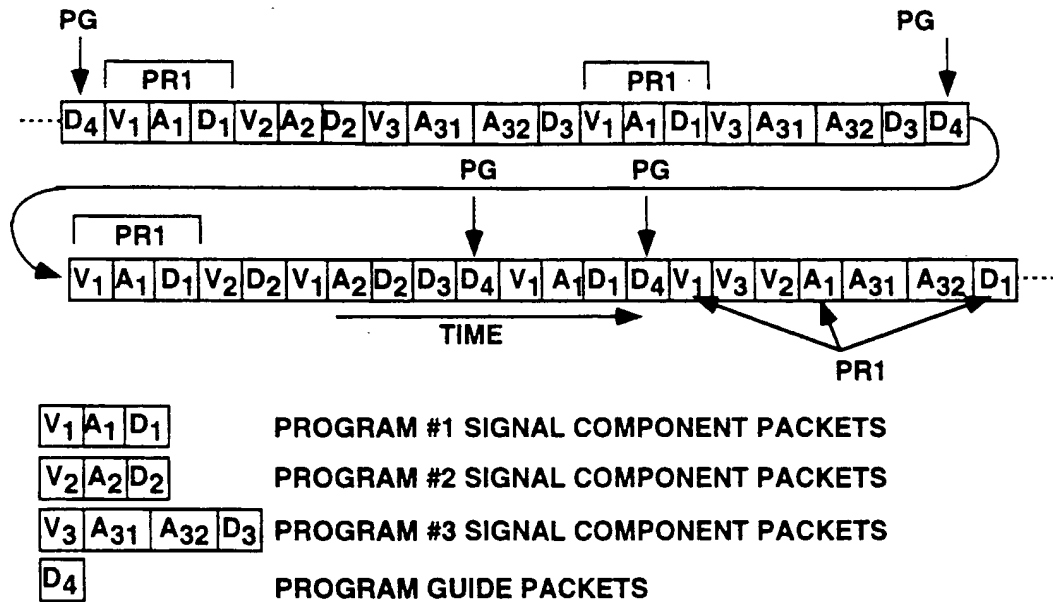 PG PG
PR1 PR1
D4 V1 A1 D1 V2 A2 D2 V3 A31 A32 D3 V1 A1 D1 V3 A31 A32 D3 D4
PG PG
PR1
V1 A1 D1 V2 D2 V1 A2 D2 D3 D4 V1 A1 D1 D4 V1 V3 V2 A1 A31 A32 D1
TIME
PR1
V1 A1 D1 PROGRAM #1 SIGNAL COMPONENT PACKETS
V2 A2 D2 PROGRAM #2 SIGNAL COMPONENT PACKETS
V3 A31 A32 D3 PROGRAM #3 SIGNAL COMPONENT PACKETS
D4 PROGRAM GUIDE PACKETS